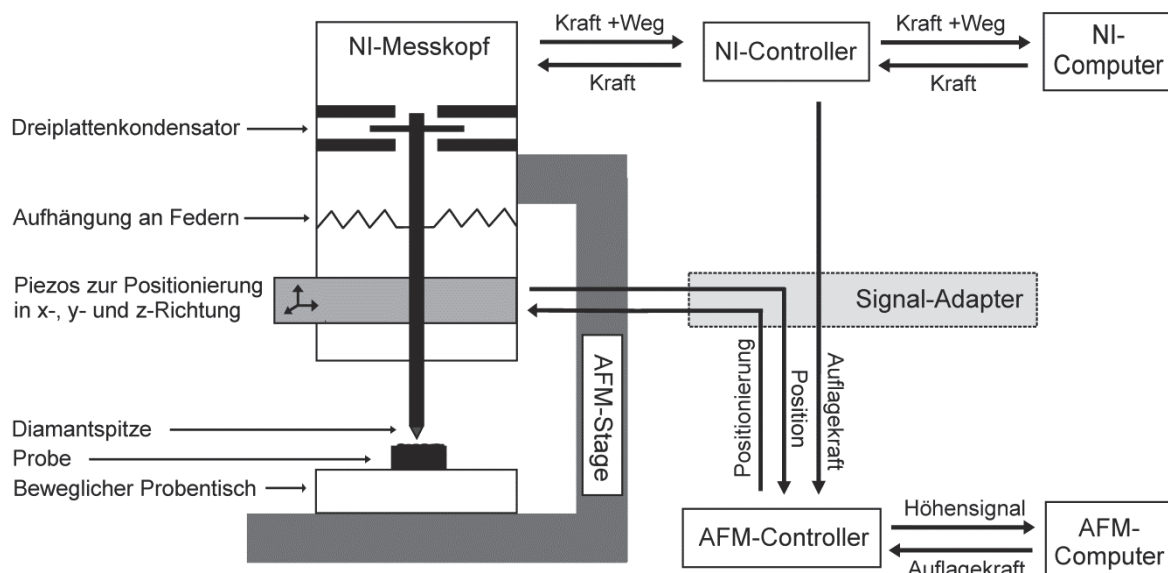 NI-Messkopf
Kraft +Weg
Kraft
NI-Controller
Kraft +Weg
Kraft
NI-
Computer
Dreiplattenkondensator
Aufhängung an Federn
Piezos zur Positionierung
in x-, y- und z-Richtung
Signal-Adapter
AFM-Stage
Positionierung
Position
Auflagekraft
Diamantspitze
Probe
Beweglicher Probentisch
AFM-Controller
Höhensignal
Auflagekraft
AFM-
Computer